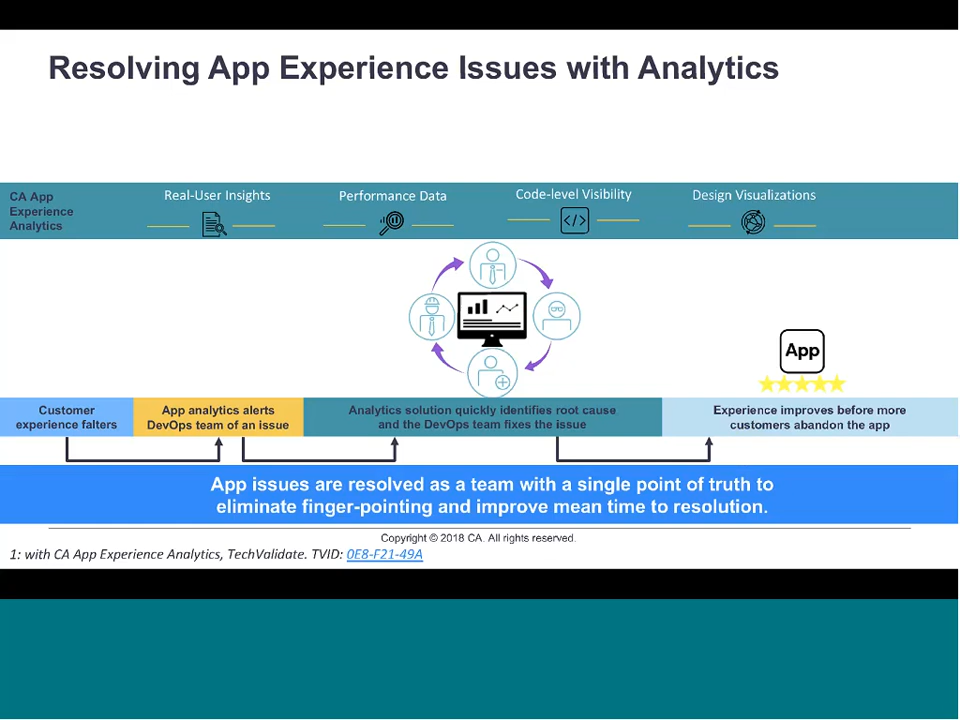 Resolving App Experience Issues with Analytics
CA App
Experience
Analytics
Real-User Insights
Performance Data
Code-level Visibility
Design Visualizations
</>
App
Customer
experience falters
App analytics alerts
DevOps team of an issue
Analytics solution quickly identifies root cause
and the DevOps team fixes the issue
Experience improves before more
customers abandon the app
App issues are resolved as a team with a single point of truth to
eliminate finger-pointing and improve mean time to resolution.
Copyright © 2018 CA. All rights reserved.
1: with CA App Experience Analytics, TechValidate. TVID: 0E8-F21-49A